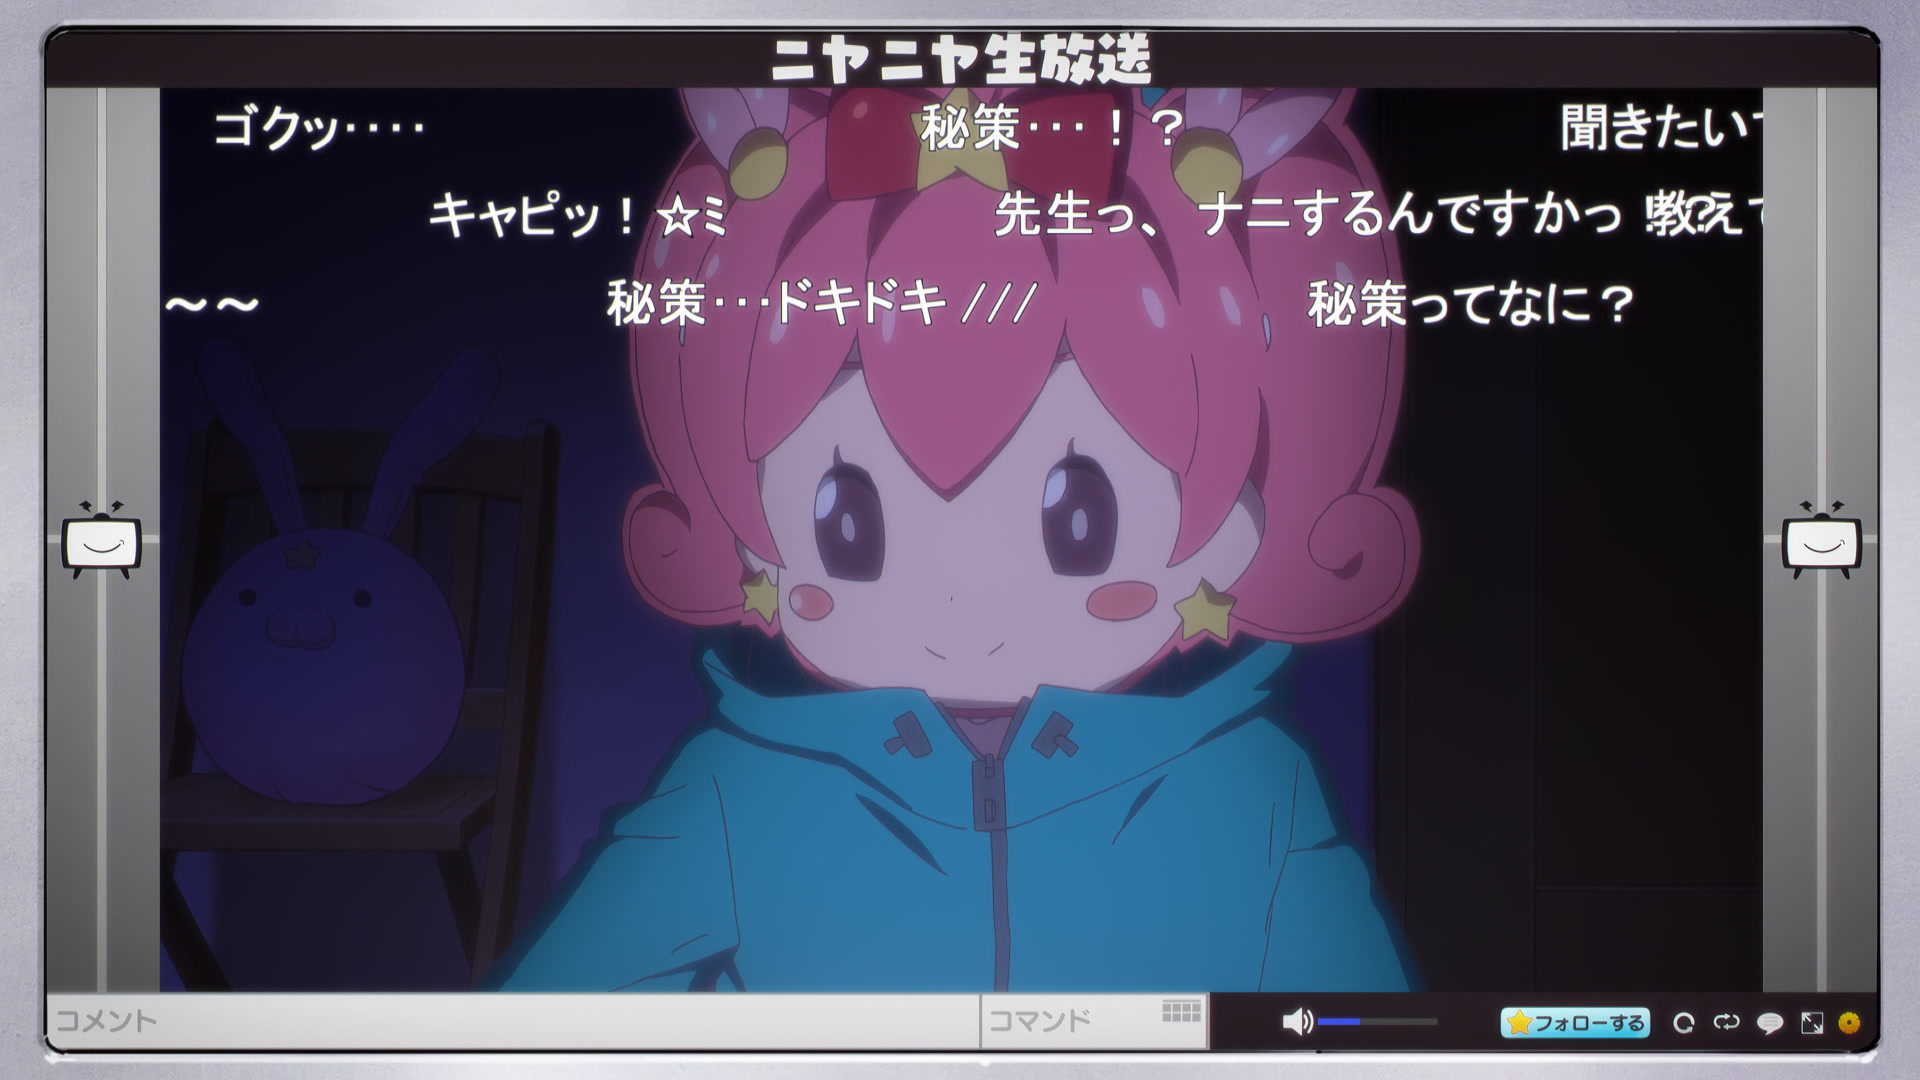 ニヤニヤ生放送
ゴクッ‥‥ 秘策…！？ 聞きたい
キャピッ！☆ミ 先生っ、ナニするんですかっ！？ 教えて
～～ 秘策…ドキドキ /// 秘策ってなに？
コメント コマンド フォローする